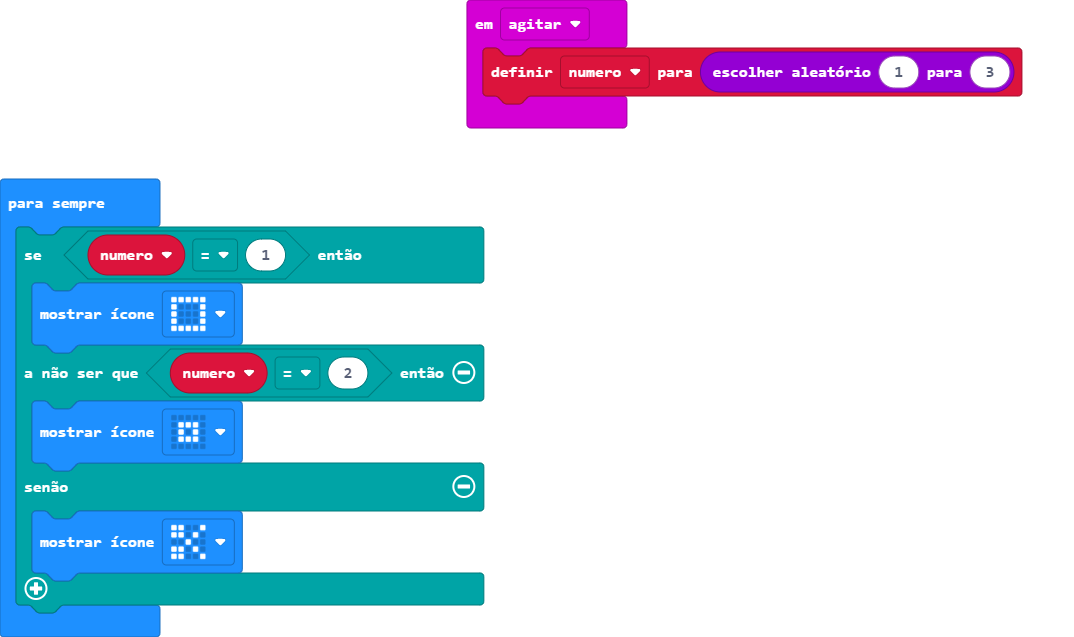 em agitar
definir numero para escolher aleatório 1 para 3
para sempre
se numero = 1 então
mostrar ícone
a não ser que numero = 2 então
mostrar ícone
senão
mostrar ícone